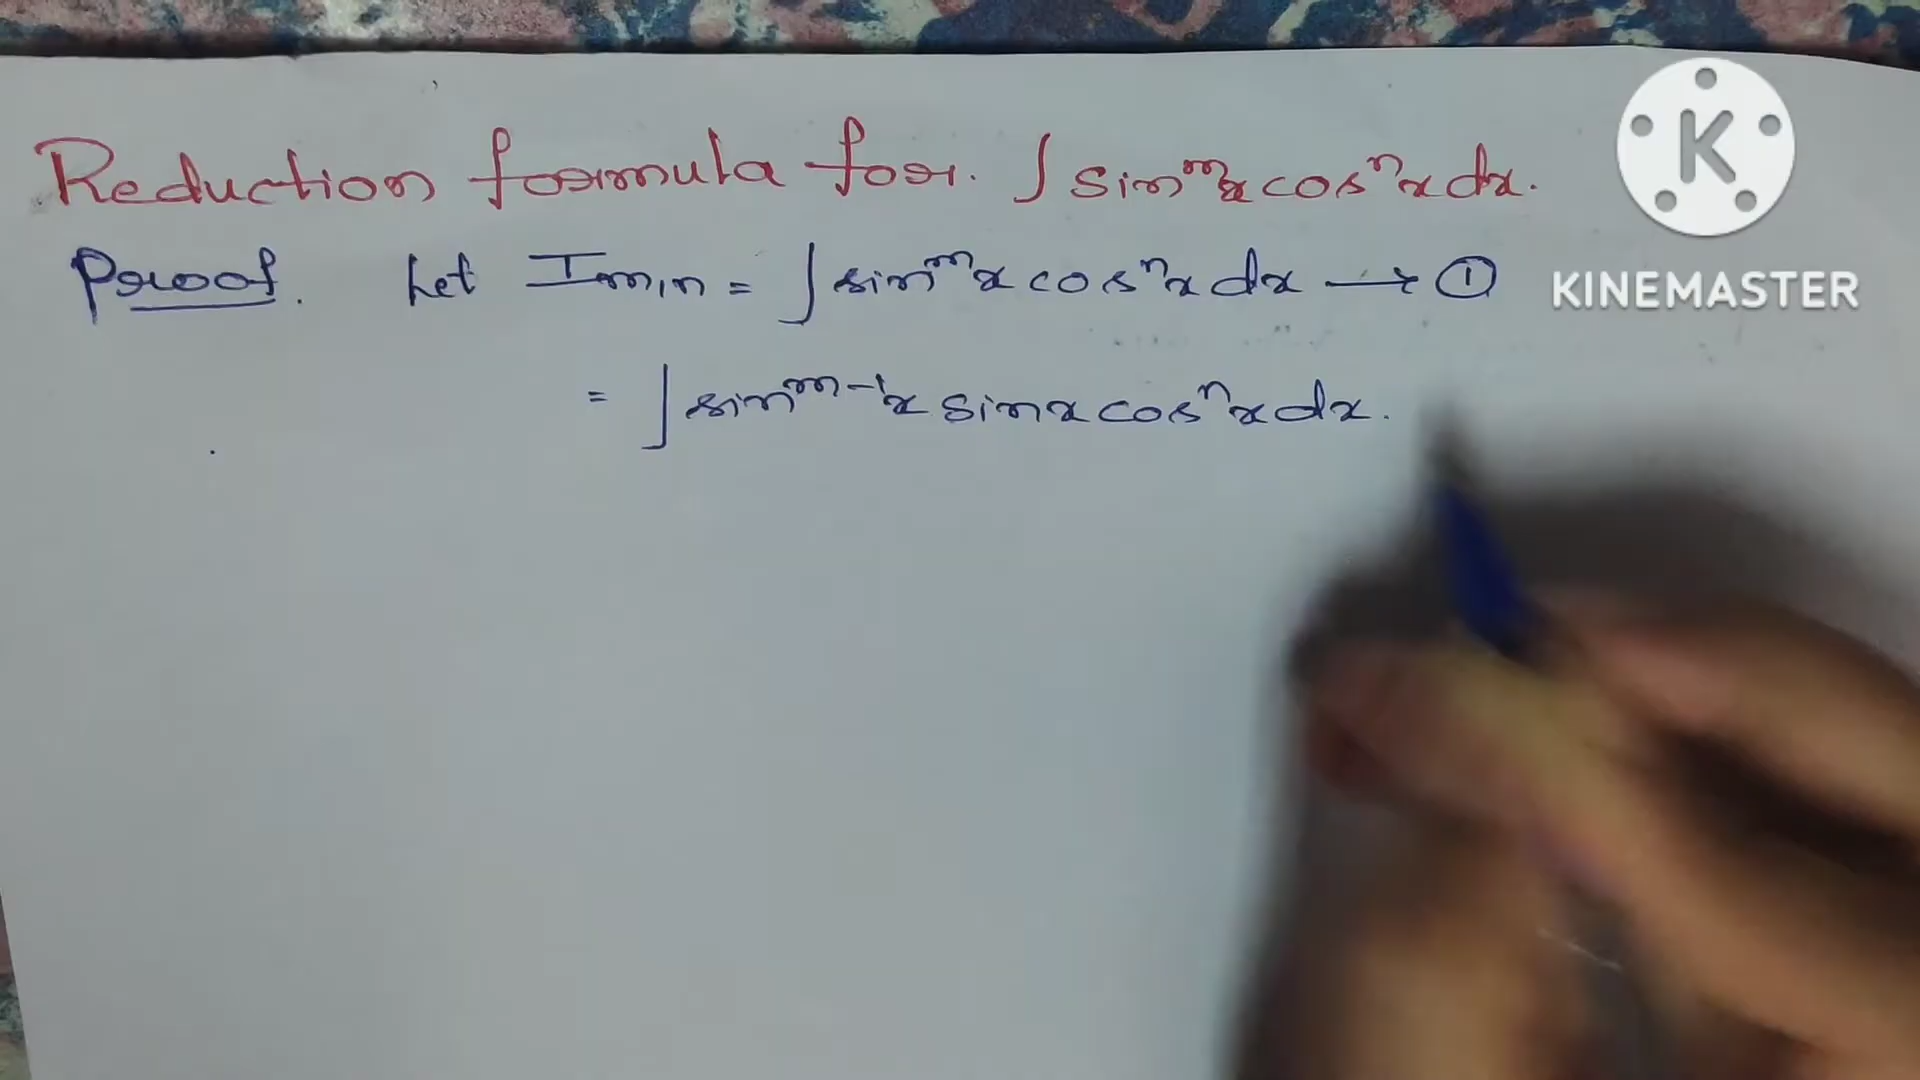 Reduction formula for. ∫ sinᵐx cosⁿx dx.
Proof. Let Iₘ,ₙ = ∫ sinᵐx cosⁿx dx → ①
= ∫ sinᵐ⁻¹x sinx cosⁿx dx.
K
KINEMASTER